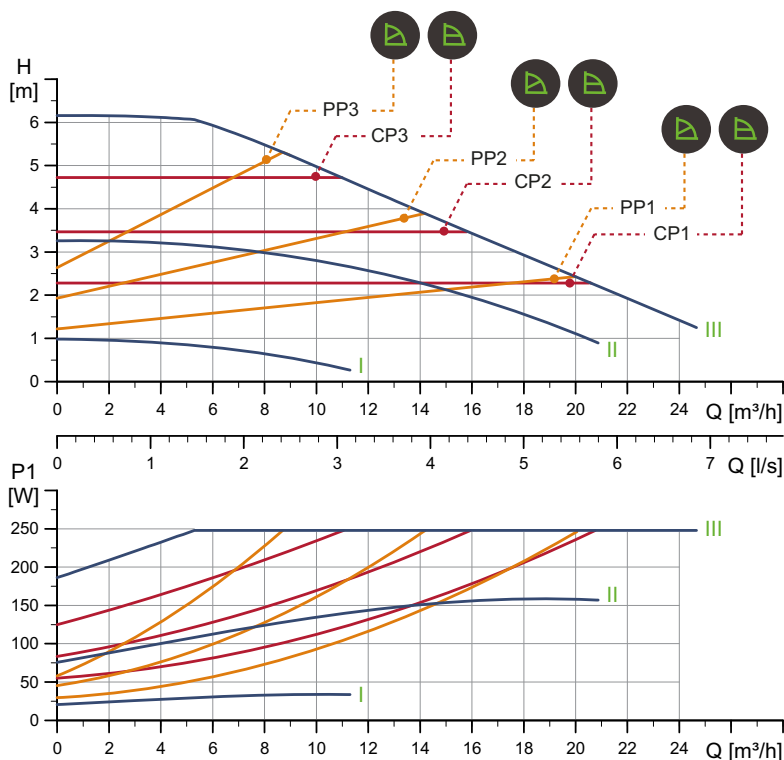 H
[m]
PP3
CP3
PP2
CP2
PP1
CP1
6
5
4
3
2
1
0
I
II
III
0 2 4 6 8 10 12 14 16 18 20 22 24 Q [m³/h]
0 1 2 3 4 5 6 7 Q [l/s]
P1
[W]
250
200
150
100
50
0
III
II
I
0 2 4 6 8 10 12 14 16 18 20 22 24 Q [m³/h]